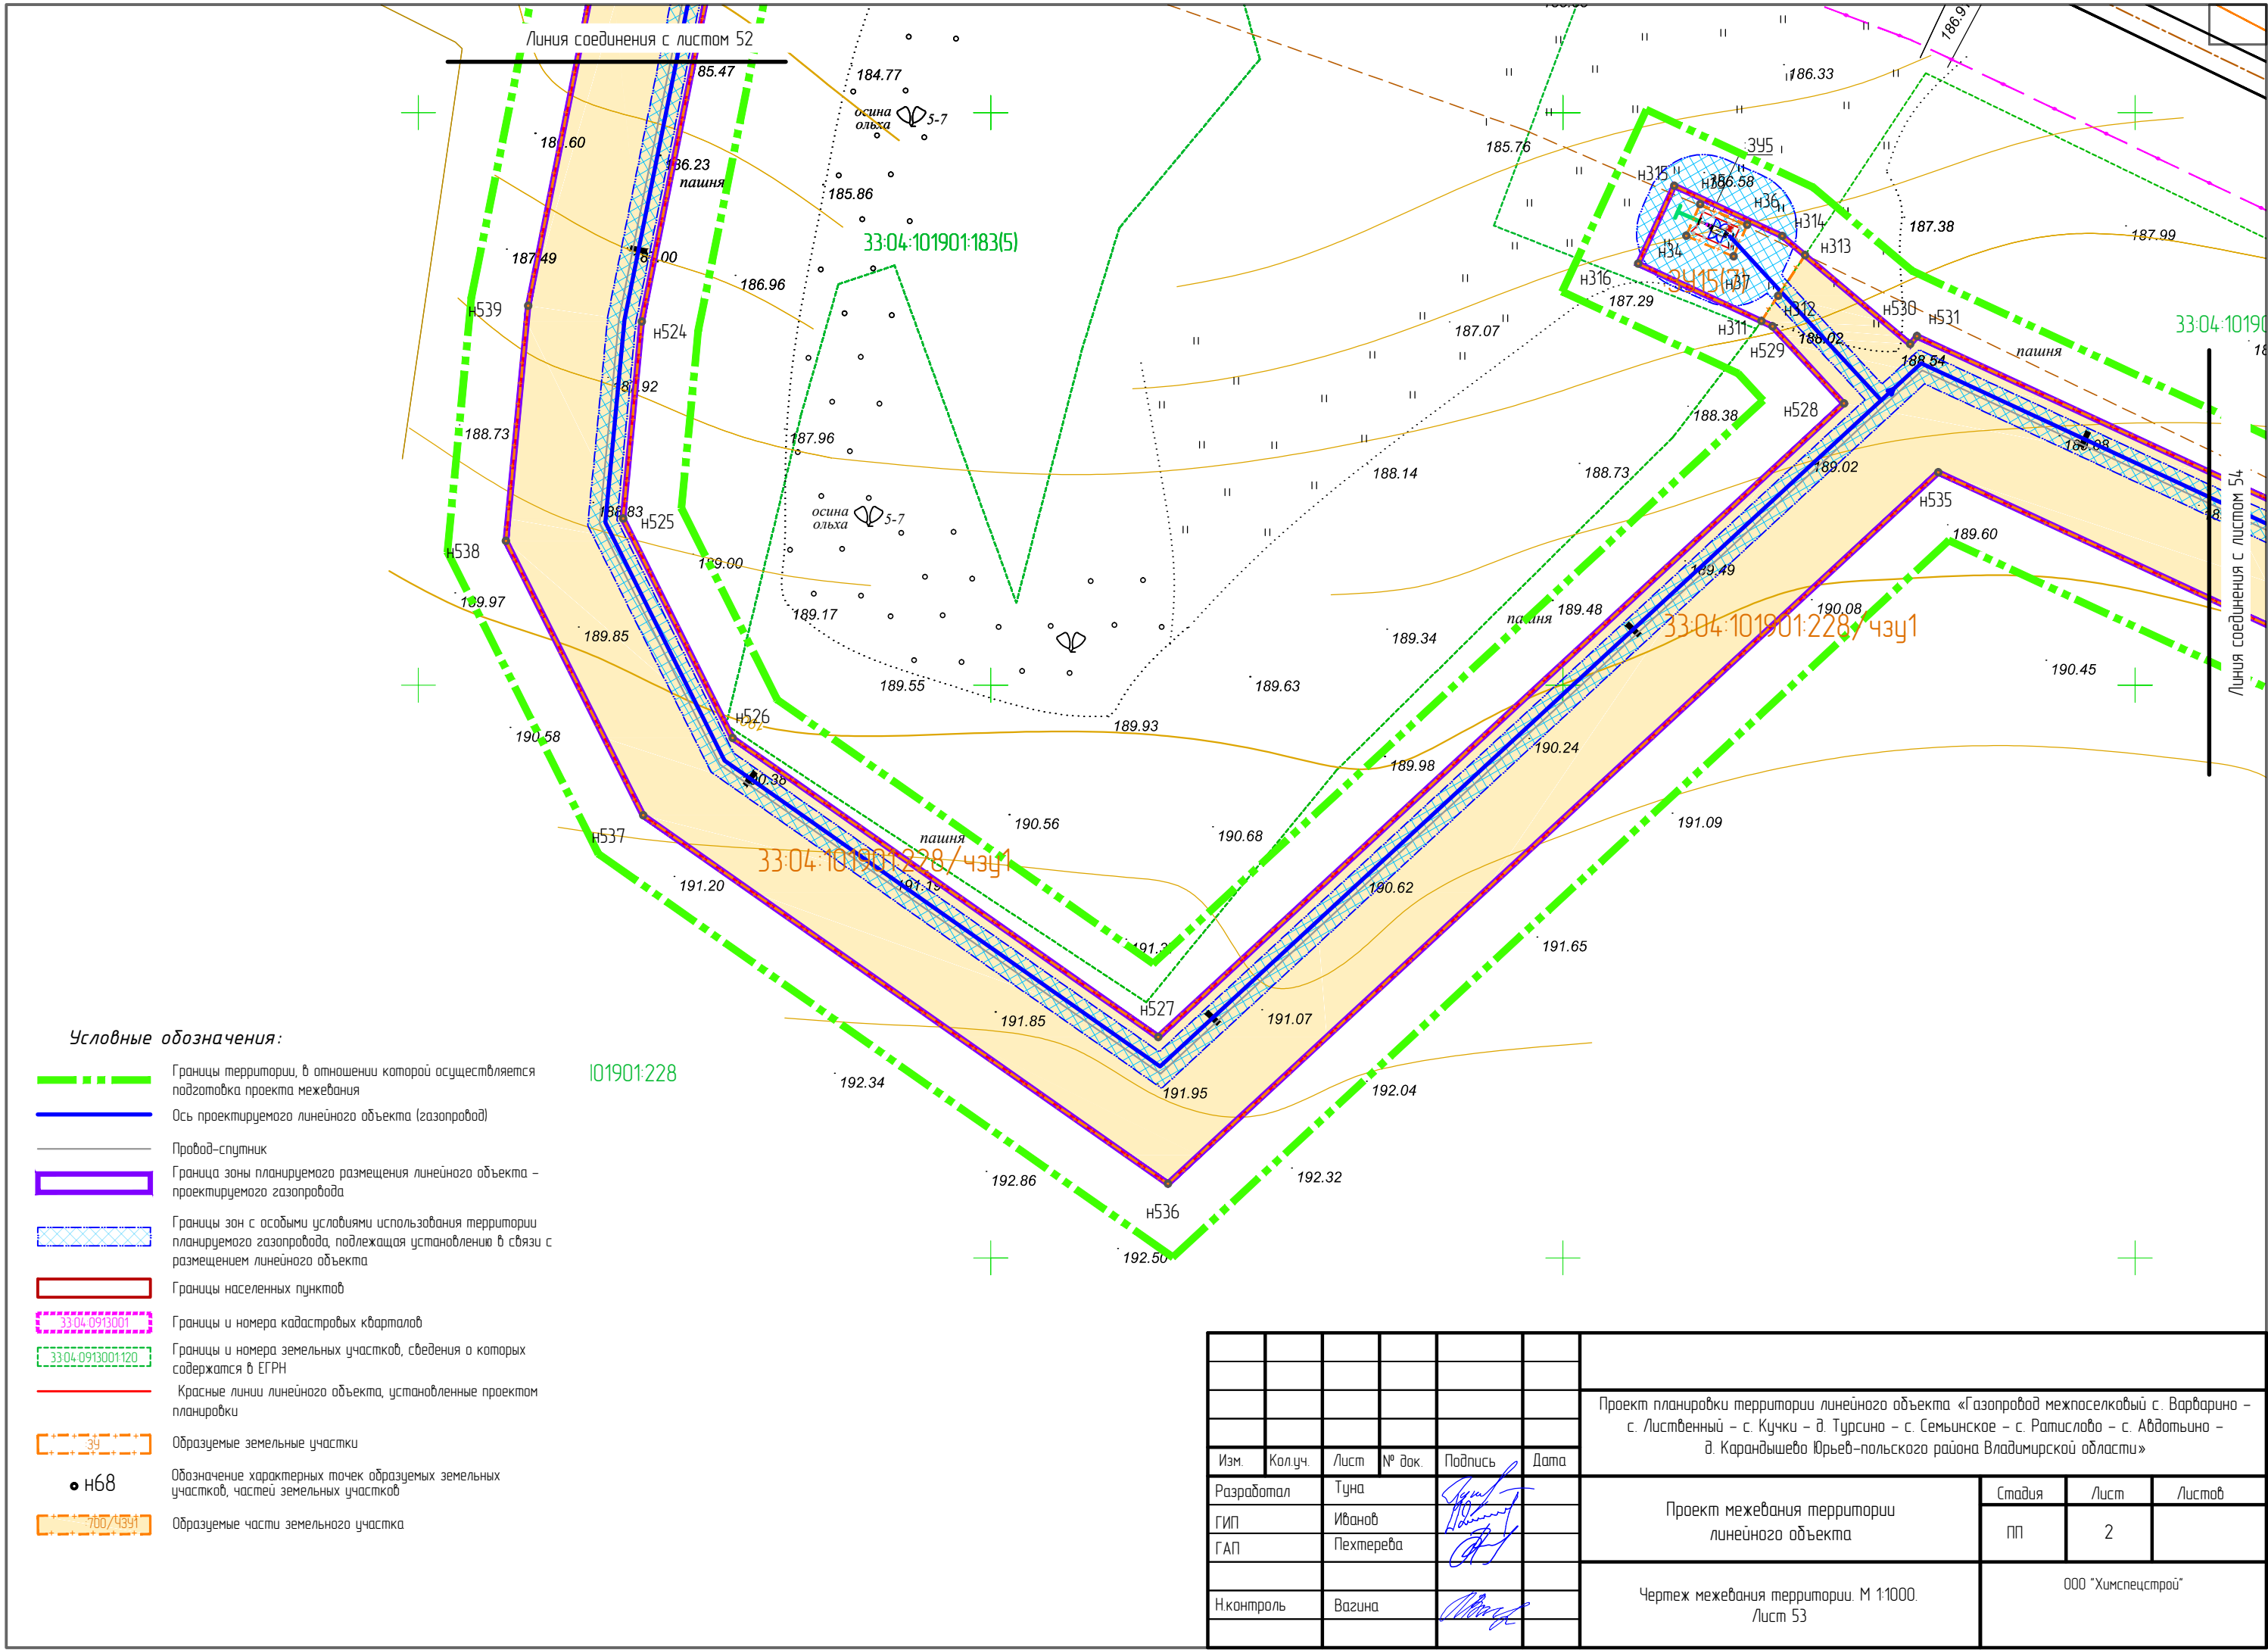 Линия соединения с листом 52
85.47
184.77
осина
ольха
5-7
186.33
185.76
ЗУ5
н315
н36
н314
н313
187.38
187.99
185.86
36.23
пашня
33:04:101901:183(5)
187.49
186.96
н539
н524
н34
н316
ЗУ15(7)
н37
187.29
н312
н311
188.02
н529
187.07
н530
н531
188.54
пашня
33:04:10190
188.73
187.96
188.38
н528
188.14
188.73
189.02
н535
Линия соединения с листом 54
осина
ольха
5-7
н525
н538
189.00
189.60
189.97
189.17
189.49
189.48
190.08
189.85
пашня
189.34
33:04:101901:228/чзу1
189.55
189.63
190.45
н526
189.93
190.58
190.24
189.98
н537
190.56
190.68
191.09
пашня
33:04:101901:228/чзу1
191.20
190.62
191.65
191.85
н527
191.07
101901:228
192.34
191.95
192.04
192.86
192.32
н536
192.50
Условные обозначения:
Границы территории, в отношении которой осуществляется
подготовка проекта межевания
Ось проектируемого линейного объекта (газопровод)
Провод-спутник
Граница зоны планируемого размещения линейного объекта –
проектируемого газопровода
Границы зон с особыми условиями использования территории
планируемого газопровода, подлежащая установлению в связи с
размещением линейного объекта
Границы населенных пунктов
33:04:0913001
Границы и номера кадастровых кварталов
33:04:0913001:120
Границы и номера земельных участков, сведения о которых
содержатся в ЕГРН
Красные линии линейного объекта, установленные проектом
планировки
ЗУ
Образуемые земельные участки
н68
Обозначение характерных точек образуемых земельных
участков, частей земельных участков
:700/ЧЗУ1
Образуемые части земельного участка
Проект планировки территории линейного объекта «Газопровод межпоселковый с. Варварино –
с. Лиственный – с. Кучки – д. Турсино – с. Семьинское – с. Ратислово – с. Авдотьино –
д. Карандышево Юрьев-польского района Владимирской области»
Изм. Кол.уч. Лист № док. Подпись Дата
Разработал Туна
ГИП Иванов
ГАП Пехтерева
Н.контроль Вагина
Проект межевания территории
линейного объекта
Стадия Лист Листов
ПП 2
Чертеж межевания территории. М 1:1000.
Лист 53
ООО "Химспецстрой"